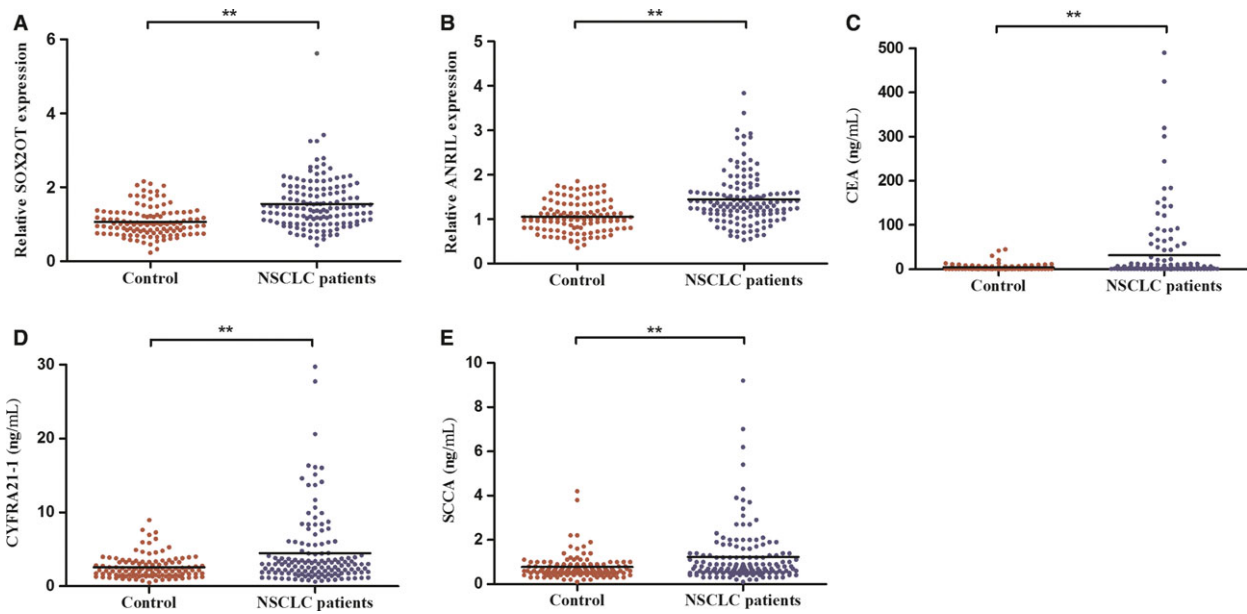 A
**
Relative SOX2OT expression
6
4
2
0
Control
NSCLC patients
B
**
Relative ANRIL expression
5
4
3
2
1
0
Control
NSCLC patients
C
**
CEA (ng/mL)
500
400
300
200
100
0
Control
NSCLC patients
D
**
CYFRA21-1 (ng/mL)
30
20
10
0
Control
NSCLC patients
E
**
SCCA (ng/mL)
10
8
6
4
2
0
Control
NSCLC patients